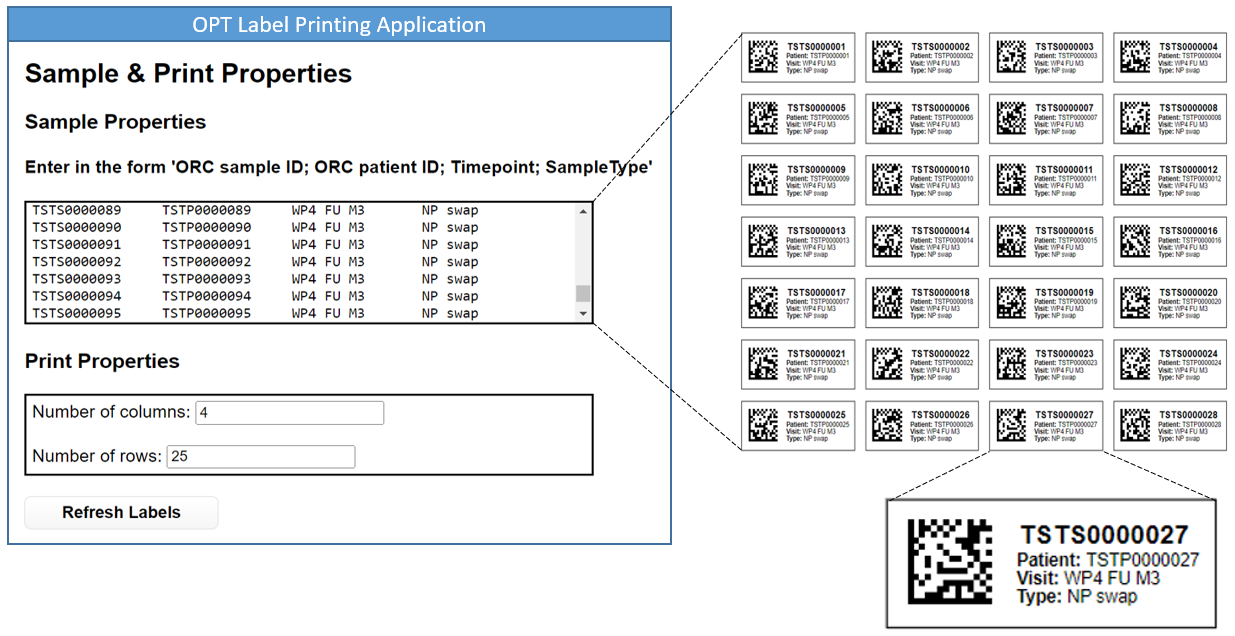 OPT Label Printing Application
Sample & Print Properties
Sample Properties
Enter in the form 'ORC sample ID; ORC patient ID; Timepoint; SampleType'
TSTS0000089 TSTP0000089 WP4 FU M3 NP swap
TSTS0000090 TSTP0000090 WP4 FU M3 NP swap
TSTS0000091 TSTP0000091 WP4 FU M3 NP swap
TSTS0000092 TSTP0000092 WP4 FU M3 NP swap
TSTS0000093 TSTP0000093 WP4 FU M3 NP swap
TSTS0000094 TSTP0000094 WP4 FU M3 NP swap
TSTS0000095 TSTP0000095 WP4 FU M3 NP swap
Print Properties
Number of columns: 4
Number of rows: 25
Refresh Labels
TSTS0000001
Patient: TSTP0000001
Visit: WP4 FU M3
Type: NP swap
TSTS0000002
Patient: TSTP0000002
Visit: WP4 FU M3
Type: NP swap
TSTS0000003
Patient: TSTP0000003
Visit: WP4 FU M3
Type: NP swap
TSTS0000004
Patient: TSTP0000004
Visit: WP4 FU M3
Type: NP swap
TSTS0000005
Patient: TSTP0000005
Visit: WP4 FU M3
Type: NP swap
TSTS0000006
Patient: TSTP0000006
Visit: WP4 FU M3
Type: NP swap
TSTS0000007
Patient: TSTP0000007
Visit: WP4 FU M3
Type: NP swap
TSTS0000008
Patient: TSTP0000008
Visit: WP4 FU M3
Type: NP swap
TSTS0000009
Patient: TSTP0000009
Visit: WP4 FU M3
Type: NP swap
TSTS0000010
Patient: TSTP0000010
Visit: WP4 FU M3
Type: NP swap
TSTS0000011
Patient: TSTP0000011
Visit: WP4 FU M3
Type: NP swap
TSTS0000012
Patient: TSTP0000012
Visit: WP4 FU M3
Type: NP swap
TSTS0000013
Patient: TSTP0000013
Visit: WP4 FU M3
Type: NP swap
TSTS0000014
Patient: TSTP0000014
Visit: WP4 FU M3
Type: NP swap
TSTS0000015
Patient: TSTP0000015
Visit: WP4 FU M3
Type: NP swap
TSTS0000016
Patient: TSTP0000016
Visit: WP4 FU M3
Type: NP swap
TSTS0000017
Patient: TSTP0000017
Visit: WP4 FU M3
Type: NP swap
TSTS0000018
Patient: TSTP0000018
Visit: WP4 FU M3
Type: NP swap
TSTS0000019
Patient: TSTP0000019
Visit: WP4 FU M3
Type: NP swap
TSTS0000020
Patient: TSTP0000020
Visit: WP4 FU M3
Type: NP swap
TSTS0000021
Patient: TSTP0000021
Visit: WP4 FU M3
Type: NP swap
TSTS0000022
Patient: TSTP0000022
Visit: WP4 FU M3
Type: NP swap
TSTS0000023
Patient: TSTP0000023
Visit: WP4 FU M3
Type: NP swap
TSTS0000024
Patient: TSTP0000024
Visit: WP4 FU M3
Type: NP swap
TSTS0000025
Patient: TSTP0000025
Visit: WP4 FU M3
Type: NP swap
TSTS0000026
Patient: TSTP0000026
Visit: WP4 FU M3
Type: NP swap
TSTS0000027
Patient: TSTP0000027
Visit: WP4 FU M3
Type: NP swap
TSTS0000028
Patient: TSTP0000028
Visit: WP4 FU M3
Type: NP swap
TSTS0000027
Patient: TSTP0000027
Visit: WP4 FU M3
Type: NP swap